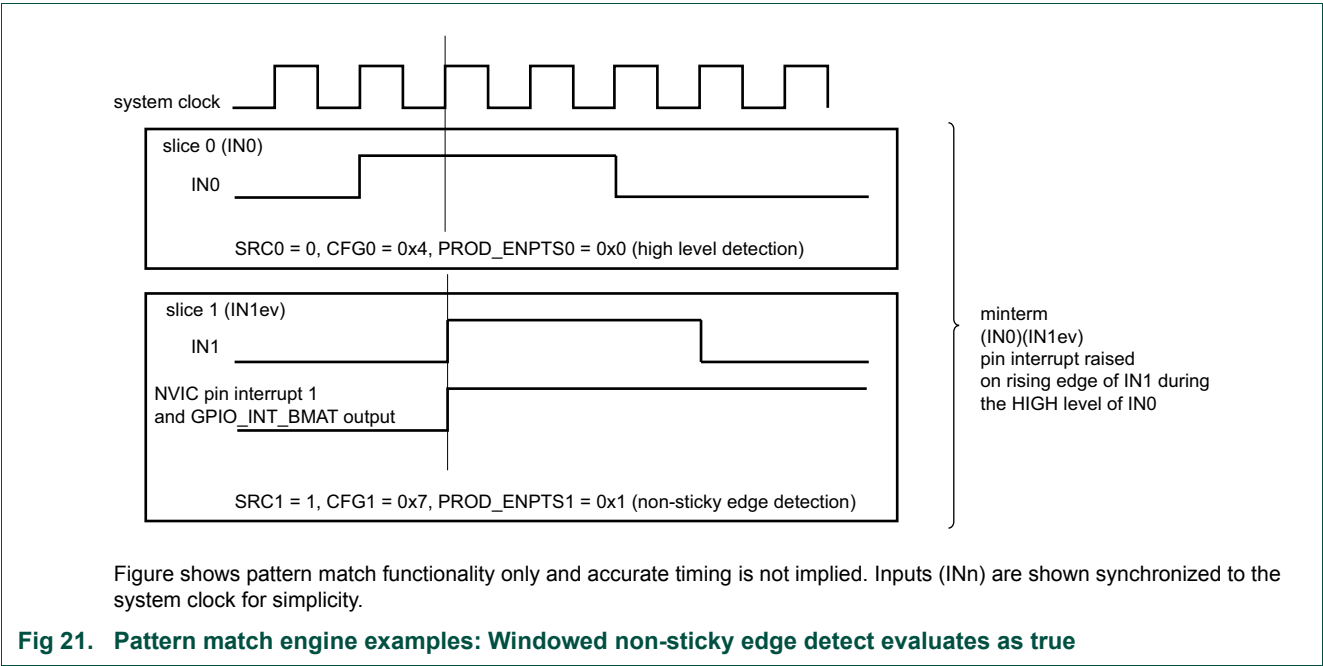 system clock
slice 0 (IN0)
IN0
SRC0 = 0, CFG0 = 0x4, PROD_ENPTS0 = 0x0 (high level detection)
slice 1 (IN1ev)
IN1
NVIC pin interrupt 1
and GPIO_INT_BMAT output
SRC1 = 1, CFG1 = 0x7, PROD_ENPTS1 = 0x1 (non-sticky edge detection)
minterm
(IN0)(IN1ev)
pin interrupt raised
on rising edge of IN1 during
the HIGH level of IN0
Figure shows pattern match functionality only and accurate timing is not implied. Inputs (INn) are shown synchronized to the
system clock for simplicity.
Fig 21. Pattern match engine examples: Windowed non-sticky edge detect evaluates as true